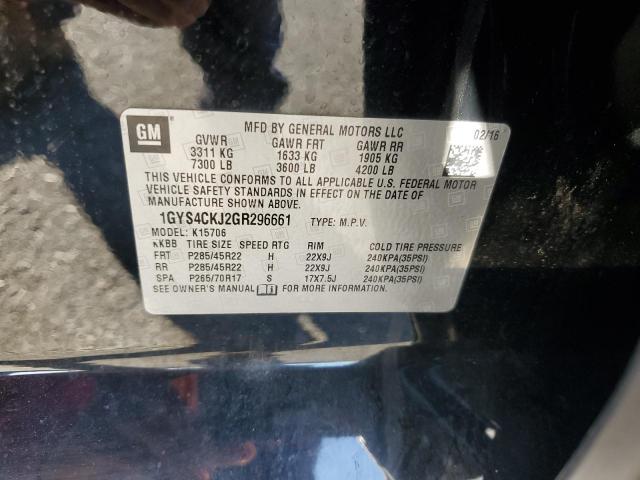 GM
MFD BY GENERAL MOTORS LLC
02/16
GVWR GAWR FRT GAWR RR
3311 KG 1633 KG 1905 KG
7300 LB 3600 LB 4200 LB
THIS VEHICLE CONFORMS TO ALL APPLICABLE U.S. FEDERAL MOTOR
VEHICLE SAFETY STANDARDS IN EFFECT ON THE DATE OF
MANUFACTURE SHOWN ABOVE.
1GYS4CKJ2GR296661 TYPE: M.P.V.
MODEL: K15706
KKBB TIRE SIZE SPEED RTG RIM COLD TIRE PRESSURE
FRT P285/45R22 H 22X9J 240KPA(35PSI)
RR P285/45R22 H 22X9J 240KPA(35PSI)
SPA P265/70R17 S 17X7.5J 240KPA(35PSI)
SEE OWNER'S MANUAL FOR MORE INFORMATION